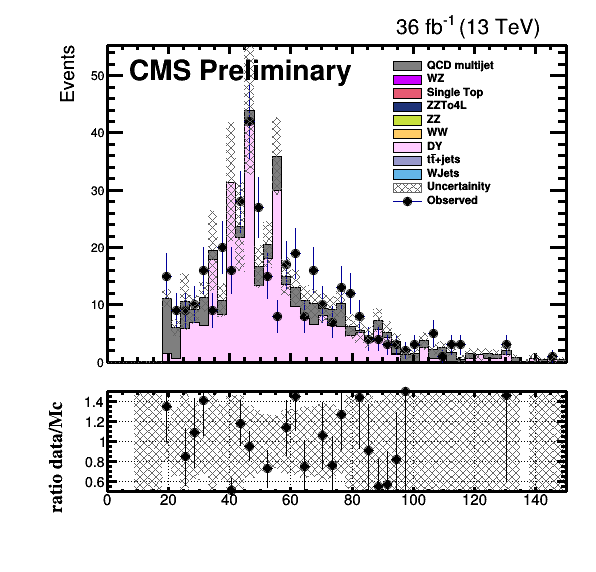 36 fb-1 (13 TeV)
Events
CMS Preliminary
QCD multijet
WZ
Single Top
ZZTo4L
ZZ
WW
DY
tt̄+jets
WJets
Uncertainity
Observed
50
40
30
20
10
0
ratio data/Mc
1.4
1.2
1
0.8
0.6
0 20 40 60 80 100 120 140